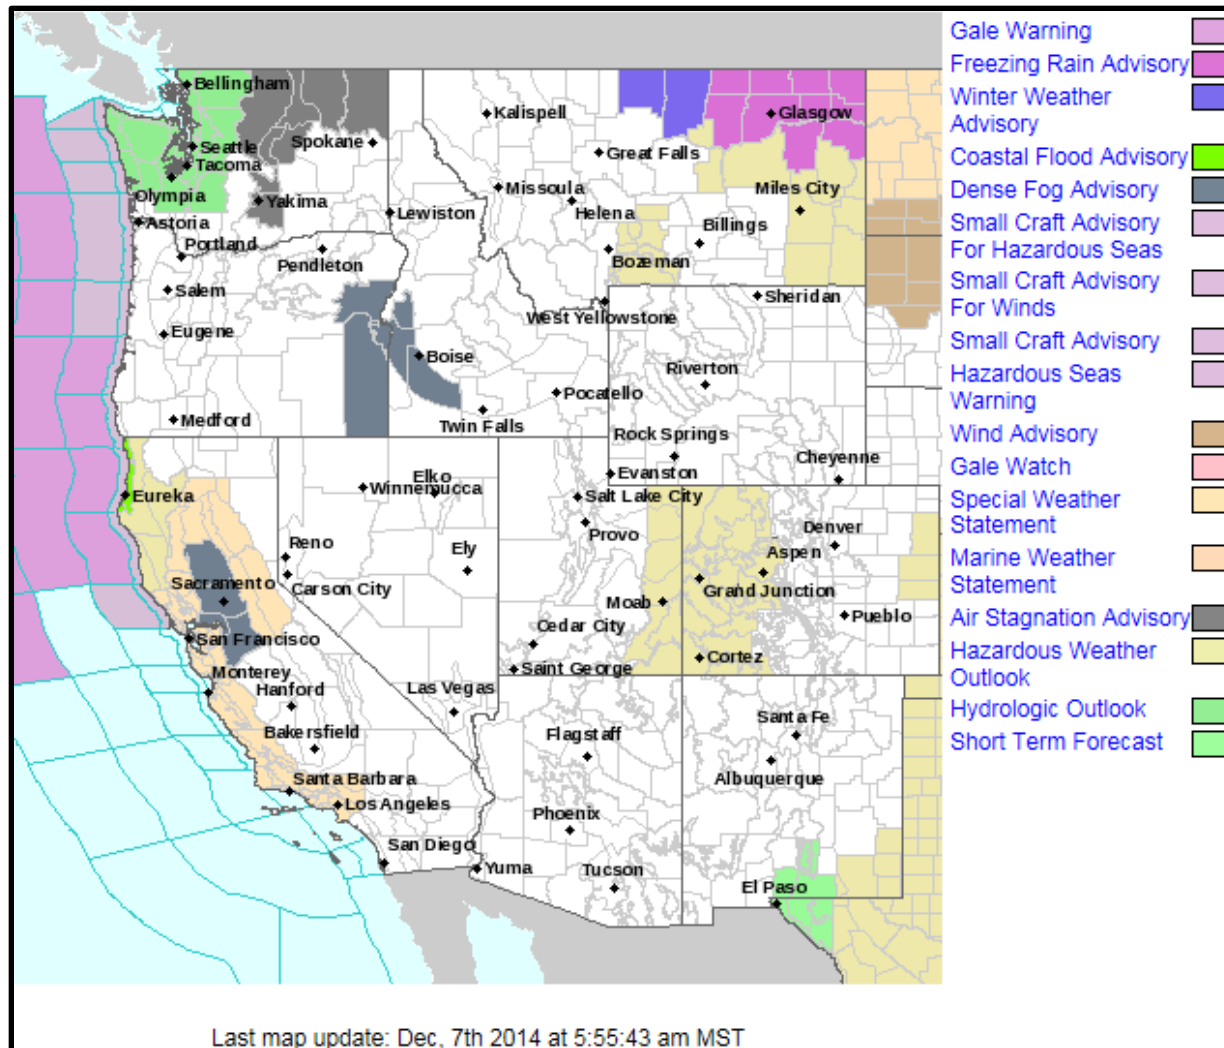 Bellingham
Seattle
Tacoma
Olympia
Spokane
Yakima
Astoria
Portland
Pendleton
Lewiston
Salem
Eugene
Medford
Kalispell
Great Falls
Missoula
Helena
Bozeman
Billings
Miles City
Glasgow
West Yellowstone
Sheridan
Boise
Pocatello
Twin Falls
Riverton
Rock Springs
Evanston
Cheyenne
Eureka
Winnemucca
Elko
Salt Lake City
Provo
Reno
Carson City
Ely
Denver
Aspen
Grand Junction
Sacramento
Moab
Pueblo
San Francisco
Cedar City
Saint George
Cortez
Monterey
Hanford
Las Vegas
Bakersfield
Flagstaff
Santa Fe
Albuquerque
Santa Barbara
Los Angeles
Phoenix
San Diego
Yuma
Tucson
El Paso
Gale Warning
Freezing Rain Advisory
Winter Weather
Advisory
Coastal Flood Advisory
Dense Fog Advisory
Small Craft Advisory
For Hazardous Seas
Small Craft Advisory
For Winds
Small Craft Advisory
Hazardous Seas
Warning
Wind Advisory
Gale Watch
Special Weather
Statement
Marine Weather
Statement
Air Stagnation Advisory
Hazardous Weather
Outlook
Hydrologic Outlook
Short Term Forecast
Last map update: Dec, 7th 2014 at 5:55:43 am MST